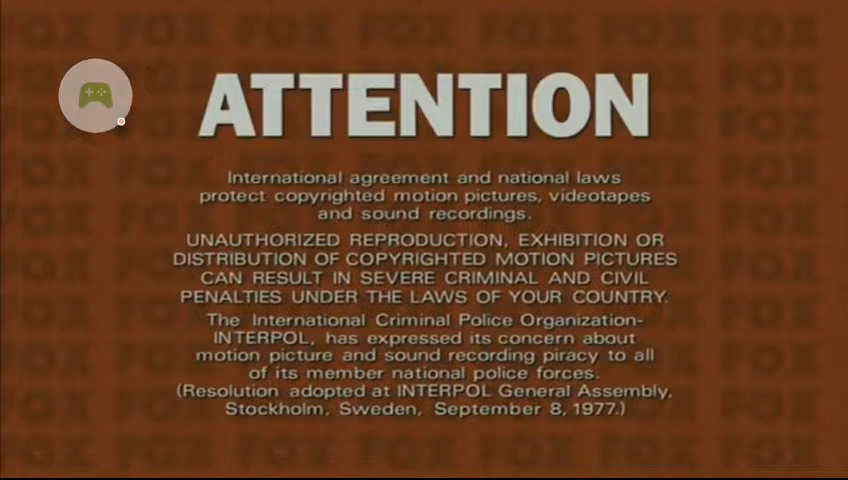 ATTENTION
International agreement and national laws
protect copyrighted motion pictures, videotapes
and sound recordings.
UNAUTHORIZED REPRODUCTION, EXHIBITION OR
DISTRIBUTION OF COPYRIGHTED MOTION PICTURES
CAN RESULT IN SEVERE CRIMINAL AND CIVIL
PENALTIES UNDER THE LAWS OF YOUR COUNTRY.
The International Criminal Police Organization-
INTERPOL, has expressed its concern about
motion picture and sound recording piracy to all
of its member national police forces.
(Resolution adopted at INTERPOL General Assembly,
Stockholm, Sweden, September 8, 1977.)